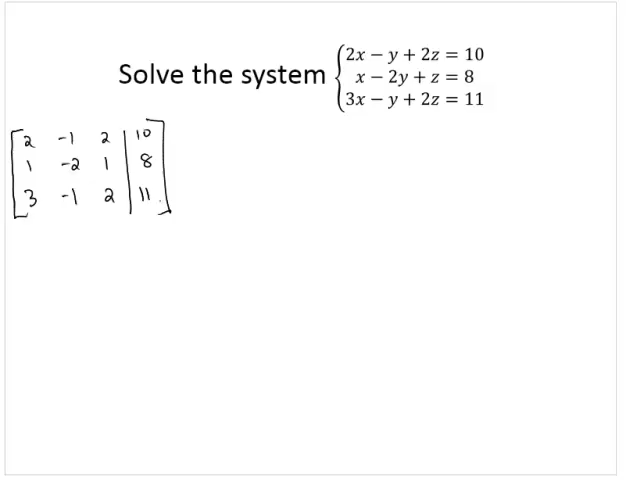 2x − y + 2z = 10
Solve the system { x − 2y + z = 8
3x − y + 2z = 11
2 -1 2 | 10
1 -2 1 | 8
3 -1 2 | 11